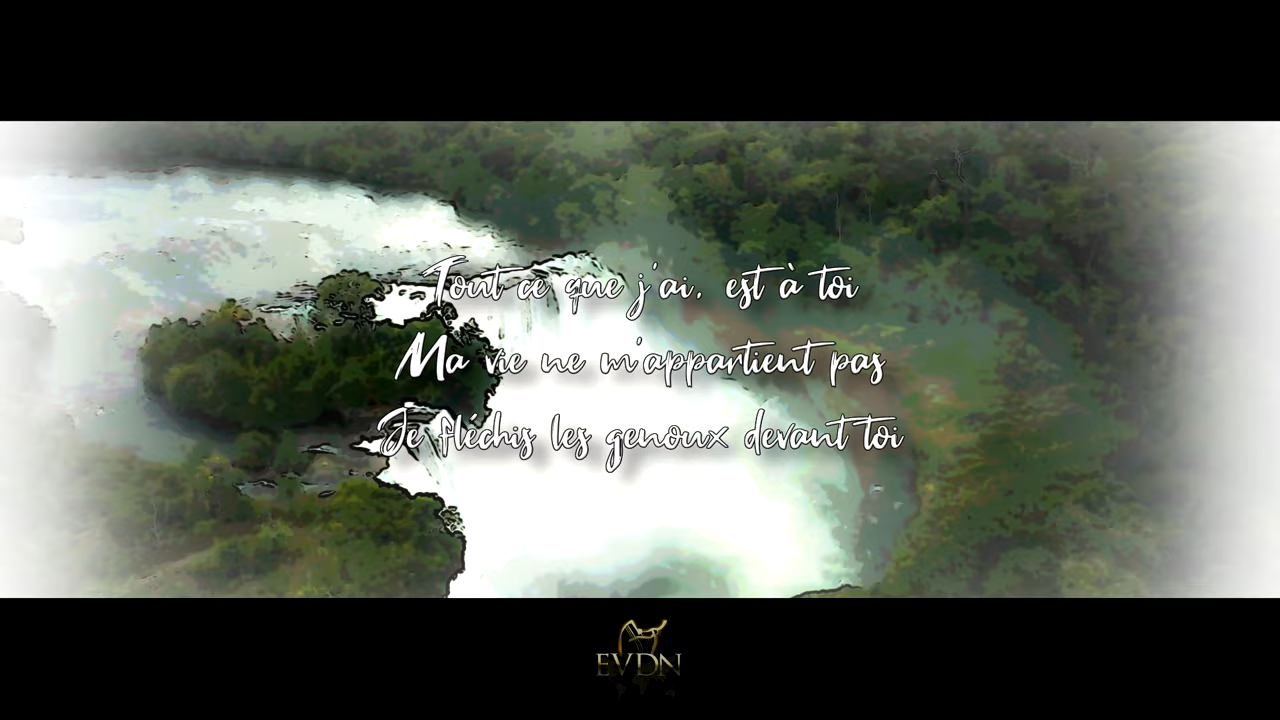 Tout ce que j'ai, est à toi
Ma vie ne m'appartient pas
Je fléchis les genoux devant toi
EVDN